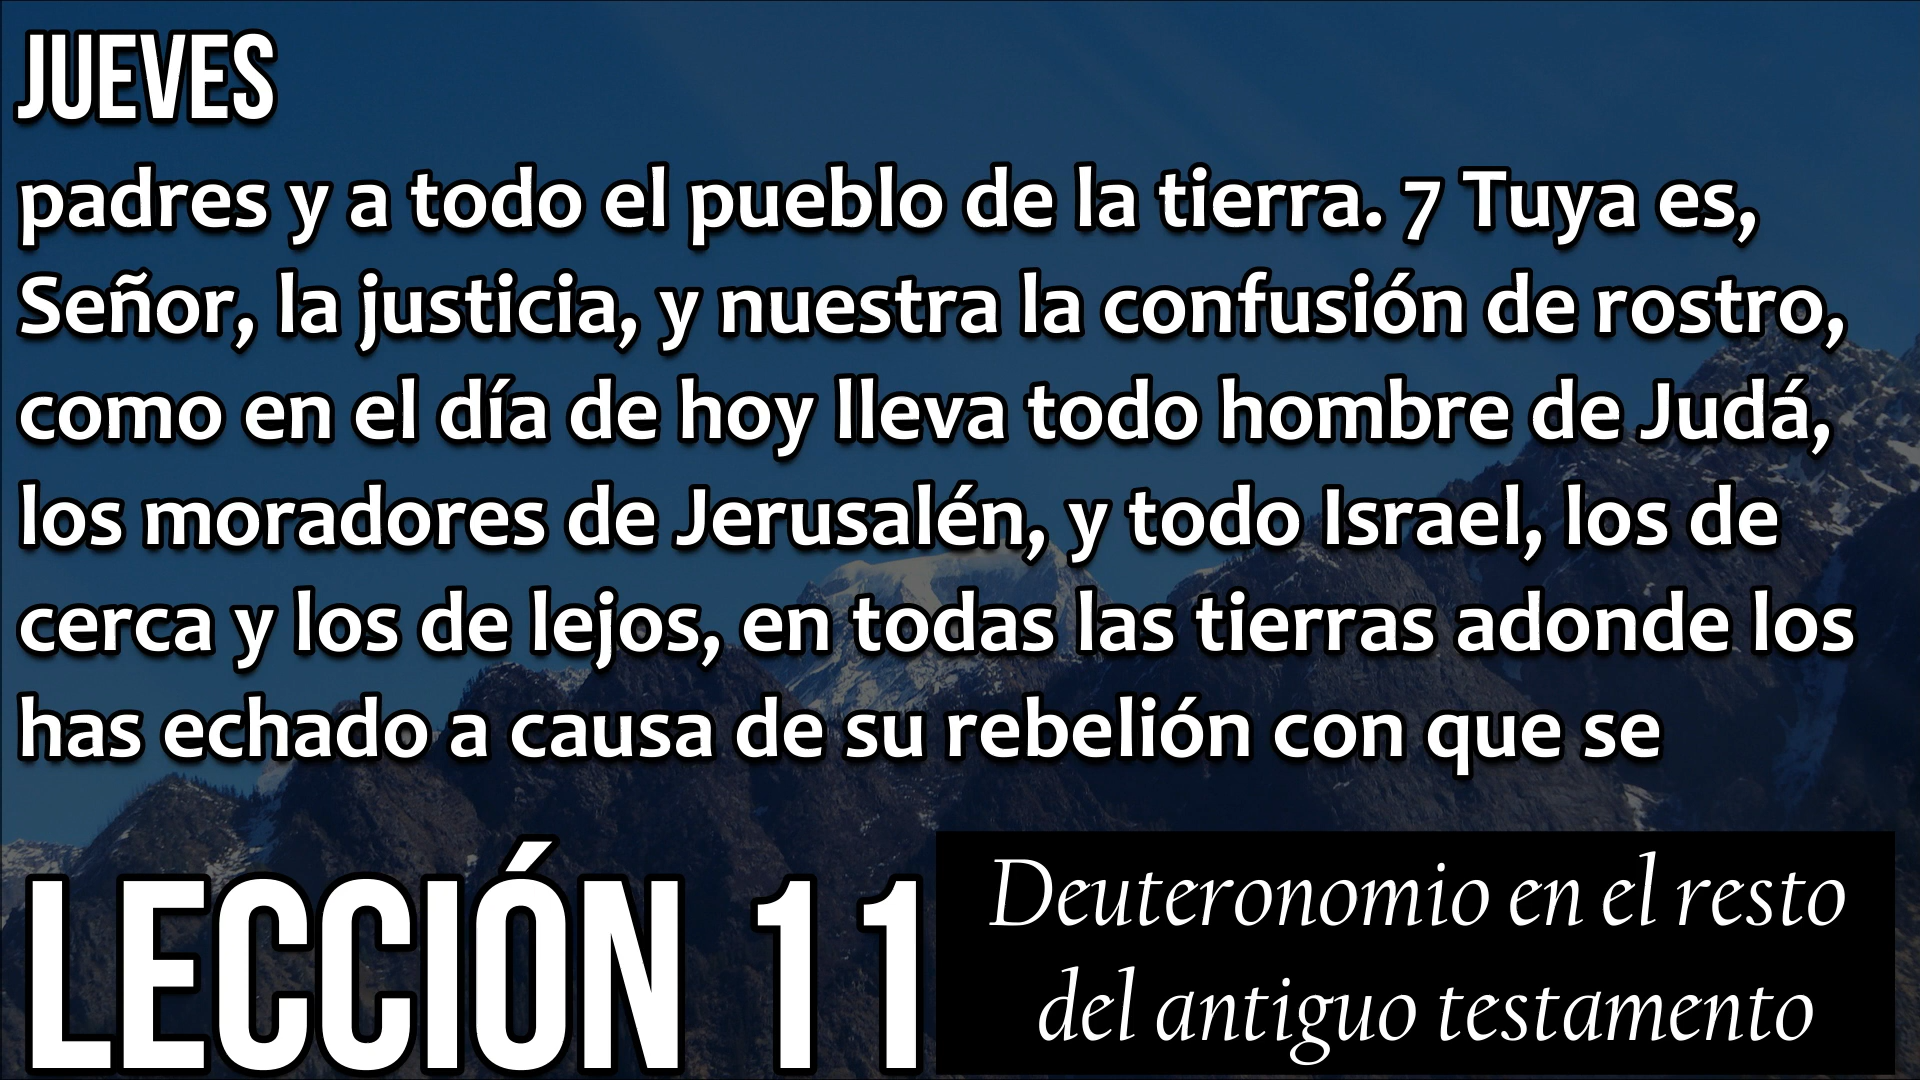 JUEVES
padres y a todo el pueblo de la tierra. 7 Tuya es,
Señor, la justicia, y nuestra la confusión de rostro,
como en el día de hoy lleva todo hombre de Judá,
los moradores de Jerusalén, y todo Israel, los de
cerca y los de lejos, en todas las tierras adonde los
has echado a causa de su rebelión con que se
LECCIÓN 11
Deuteronomio en el resto
del antiguo testamento